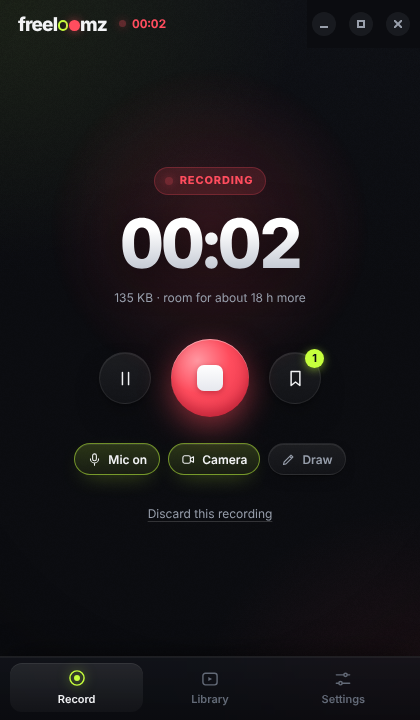 freeloomz 00:02
RECORDING
00:02
135 KB · room for about 18 h more
1
Mic on Camera Draw
Discard this recording
Record Library Settings